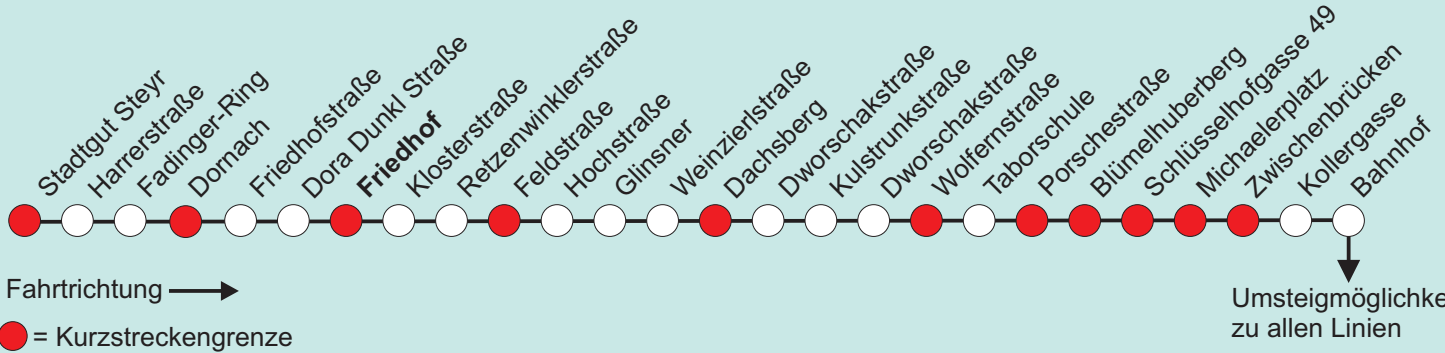 Stadtgut Steyr
Harrerstraße
Fadinger-Ring
Dornach
Friedhofstraße
Dora Dunkl Straße
Friedhof
Klosterstraße
Retzenwinklerstraße
Feldstraße
Hochstraße
Glinsner
Weinzierlstraße
Dachsberg
Dworschakstraße
Kulstrunkstraße
Dworschakstraße
Wolfernstraße
Taborschule
Porschestraße
Blümelhuberberg
Schlüsselhofgasse 49
Michaelerplatz
Zwischenbrücken
Kollergasse
Bahnhof
Fahrtrichtung
= Kurzstreckengrenze
Umsteigmöglichke
zu allen Linien